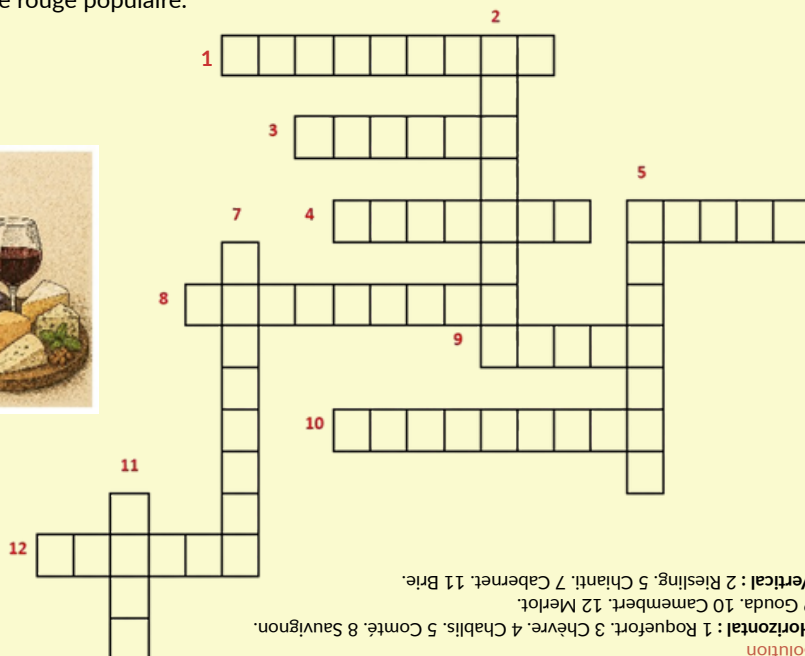 rouge populaire.
2
1
3
5
7 4
8
9
10
11
12
olution
Horizontal : 1 Roquefort. 3 Chèvre. 4 Chablis. 5 Comté. 8 Sauvignon.
Gouda. 10 Camembert. 12 Merlot.
Vertical : 2 Riesling. 5 Chianti. 7 Cabernet. 11 Brie.